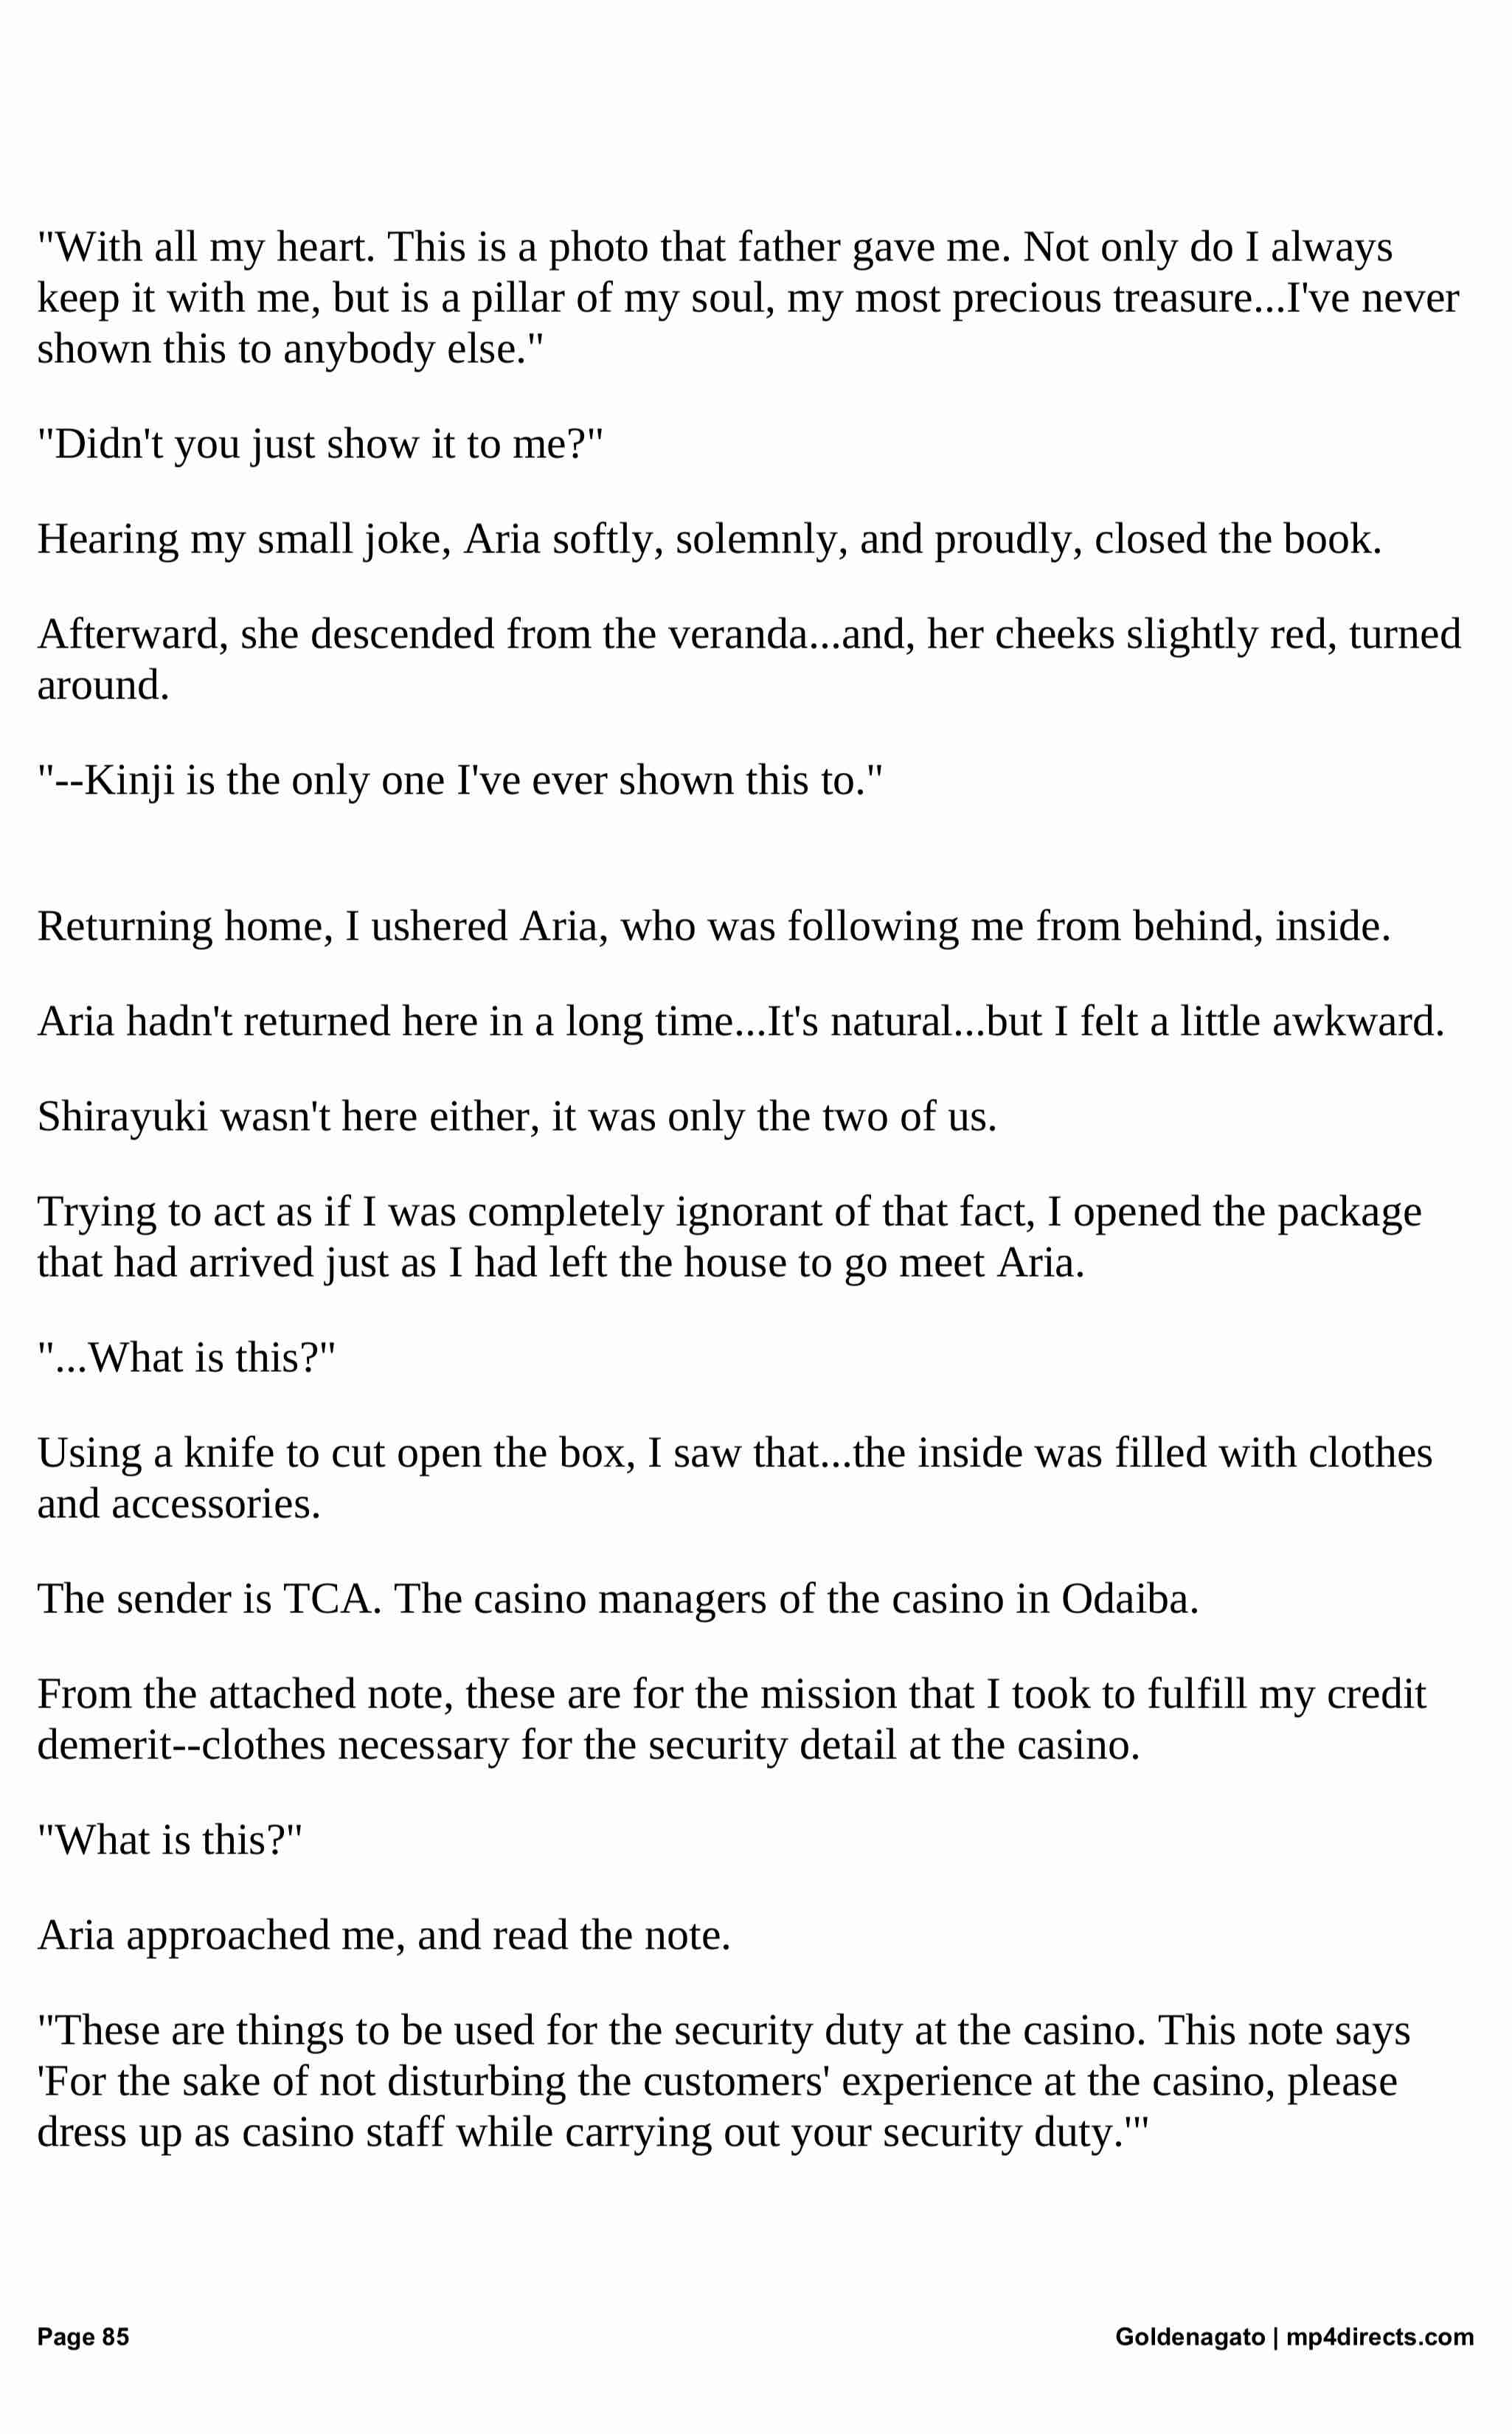 "With all my heart. This is a photo that father gave me. Not only do I always
keep it with me, but is a pillar of my soul, my most precious treasure...I've never
shown this to anybody else."
"Didn't you just show it to me?"
Hearing my small joke, Aria softly, solemnly, and proudly, closed the book.
Afterward, she descended from the veranda...and, her cheeks slightly red, turned
around.
"--Kinji is the only one I've ever shown this to."
Returning home, I ushered Aria, who was following me from behind, inside.
Aria hadn't returned here in a long time...It's natural...but I felt a little awkward.
Shirayuki wasn't here either, it was only the two of us.
Trying to act as if I was completely ignorant of that fact, I opened the package
that had arrived just as I had left the house to go meet Aria.
"...What is this?"
Using a knife to cut open the box, I saw that...the inside was filled with clothes
and accessories.
The sender is TCA. The casino managers of the casino in Odaiba.
From the attached note, these are for the mission that I took to fulfill my credit
demerit--clothes necessary for the security detail at the casino.
"What is this?"
Aria approached me, and read the note.
"These are things to be used for the security duty at the casino. This note says
'For the sake of not disturbing the customers' experience at the casino, please
dress up as casino staff while carrying out your security duty.'"
Page 85
Goldenagato | mp4directs.com